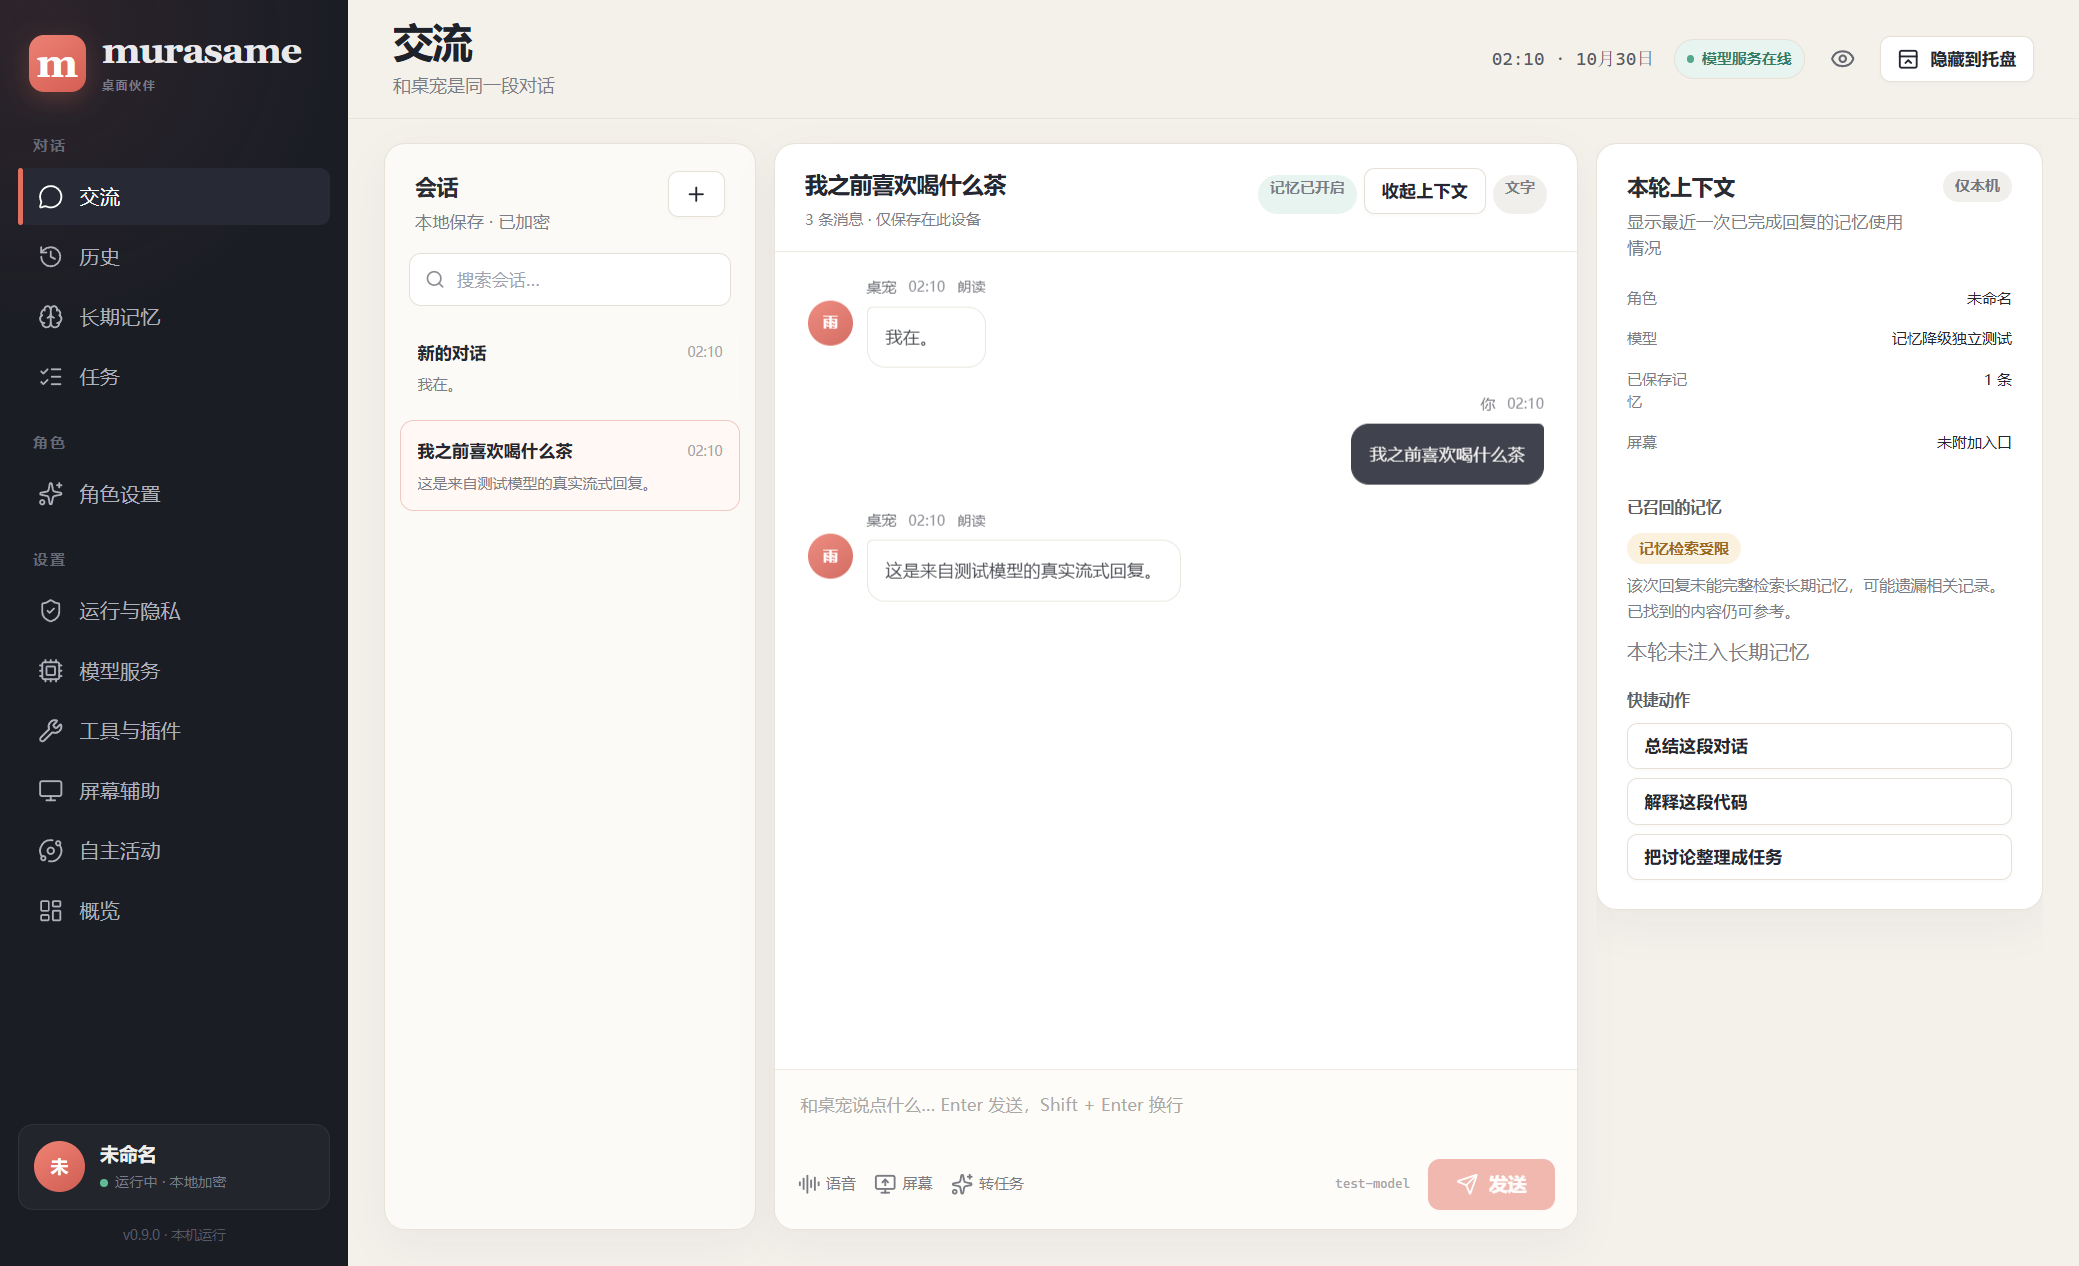 m murasame
桌面伙伴
对话
交流
历史
长期记忆
任务
角色
角色设置
设置
运行与隐私
模型服务
工具与插件
屏幕辅助
自主活动
概览
未 未命名
运行中 · 本地加密
v0.9.0 · 本机运行
交流
和桌宠是同一段对话
02:10 · 10月30日
模型服务在线
隐藏到托盘
会话
本地保存 · 已加密
搜索会话...
新的对话 02:10
我在。
我之前喜欢喝什么茶 02:10
这是来自测试模型的真实流式回复。
我之前喜欢喝什么茶
3 条消息 · 仅保存在此设备
记忆已开启
收起上下文
文字
桌宠 02:10 朗读
雨 我在。
你 02:10
我之前喜欢喝什么茶
桌宠 02:10 朗读
雨 这是来自测试模型的真实流式回复。
和桌宠说点什么... Enter 发送，Shift + Enter 换行
语音 屏幕 转任务 test-model 发送
本轮上下文 仅本机
显示最近一次已完成回复的记忆使用
情况
角色 未命名
模型 记忆降级独立测试
已保存记 1 条
忆
屏幕 未附加入口
已召回的记忆
记忆检索受限
该次回复未能完整检索长期记忆，可能遗漏相关记录。
已找到的内容仍可参考。
本轮未注入长期记忆
快捷动作
总结这段对话
解释这段代码
把讨论整理成任务